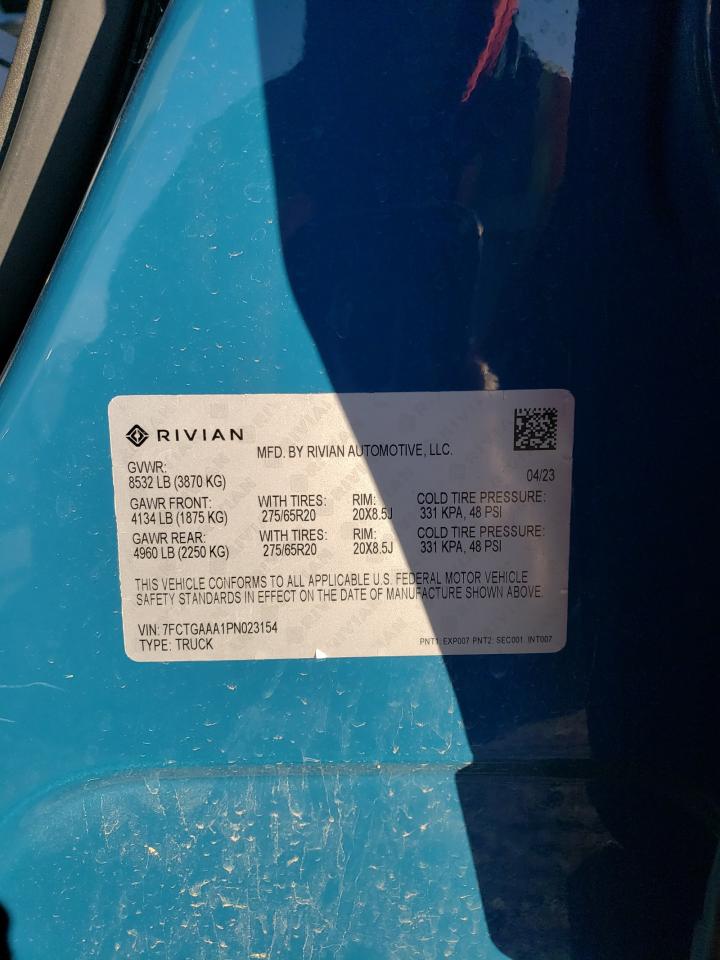 RIVIAN
MFD. BY RIVIAN AUTOMOTIVE, LLC.
GVWR:
8532 LB (3870 KG)
04/23
GAWR FRONT: WITH TIRES: RIM: COLD TIRE PRESSURE:
4134 LB (1875 KG) 275/65R20 20X8.5J 331 KPA, 48 PSI
GAWR REAR: WITH TIRES: RIM: COLD TIRE PRESSURE:
4960 LB (2250 KG) 275/65R20 20X8.5J 331 KPA, 48 PSI
THIS VEHICLE CONFORMS TO ALL APPLICABLE U.S. FEDERAL MOTOR VEHICLE
SAFETY STANDARDS IN EFFECT ON THE DATE OF MANUFACTURE SHOWN ABOVE.
VIN: 7FCTGAAA1PN023154
TYPE: TRUCK
PNT1: EXP007 PNT2: SEC001 INT007